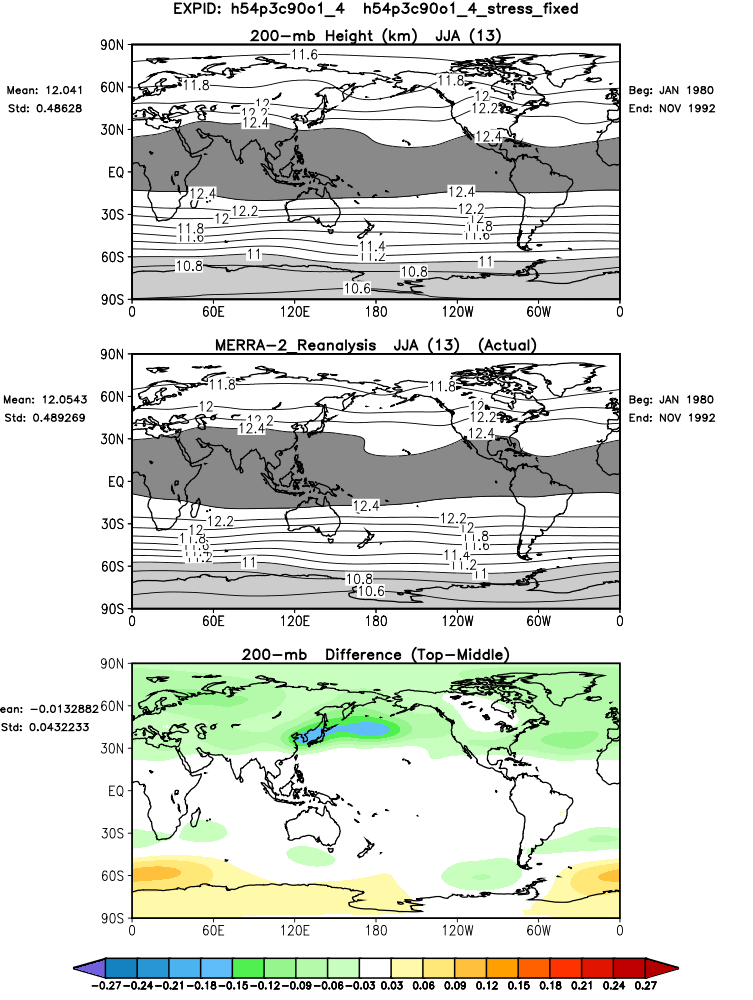 EXPID: h54p3c90o1_4 h54p3c90o1_4_stress_fixed
200-mb Height (km) JJA (13)
Mean: 12.041
Std: 0.48628
Beg: JAN 1980
End: NOV 1992
90N
60N
30N
EQ
30S
60S
90S
11.6
11.8
11.8
12
12
12.2
12.2
12.4
12.4
12.4
12.4
12.2
12.2
12
12
11.8
11.8
11.6
11.6
11.4
11.2
11
11
10.8
10.8
10.6
0 60E 120E 180 120W 60W 0
MERRA-2_Reanalysis JJA (13) (Actual)
Mean: 12.0543
Std: 0.489269
Beg: JAN 1980
End: NOV 1992
90N
60N
30N
EQ
30S
60S
90S
11.8
11.8
12
12
12.2
12.2
12.4
12.4
12.4
12.2
12.2
12
12
11.8
11.8
11.6
11.6
11.4
11.2
11.2
11
11
10.8
10.6
0 60E 120E 180 120W 60W 0
200-mb Difference (Top-Middle)
ean: -0.0132882
Std: 0.0432233
90N
60N
30N
EQ
30S
60S
90S
0 60E 120E 180 120W 60W 0
-0.27 -0.24 -0.21 -0.18 -0.15 -0.12 -0.09 -0.06 -0.03 0.03 0.06 0.09 0.12 0.15 0.18 0.21 0.24 0.27